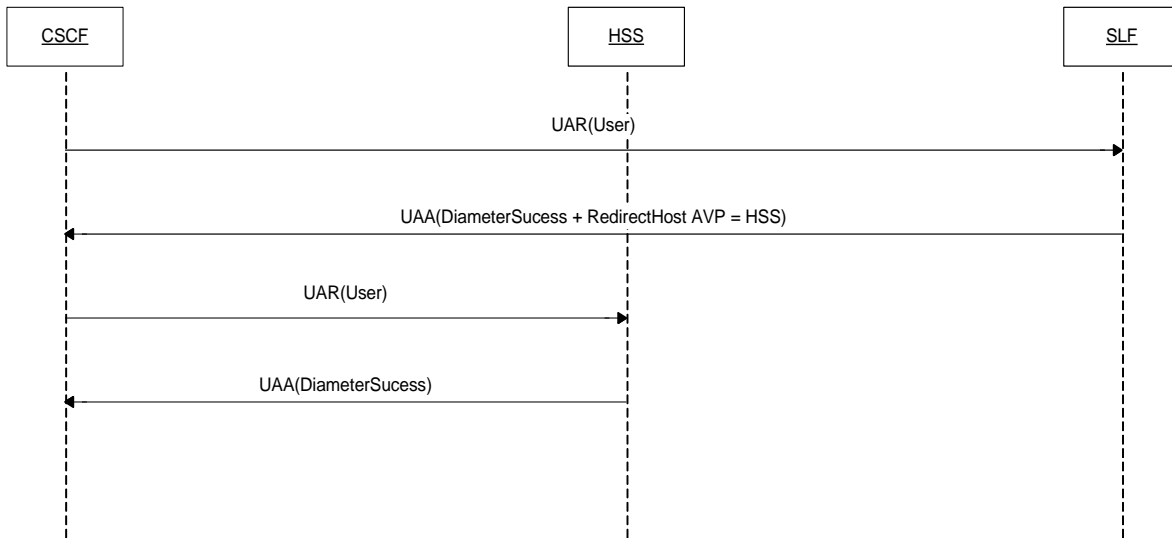 CSCF
HSS
SLF
UAR(User)
UAA(DiameterSucess + RedirectHost AVP = HSS)
UAR(User)
UAA(DiameterSucess)